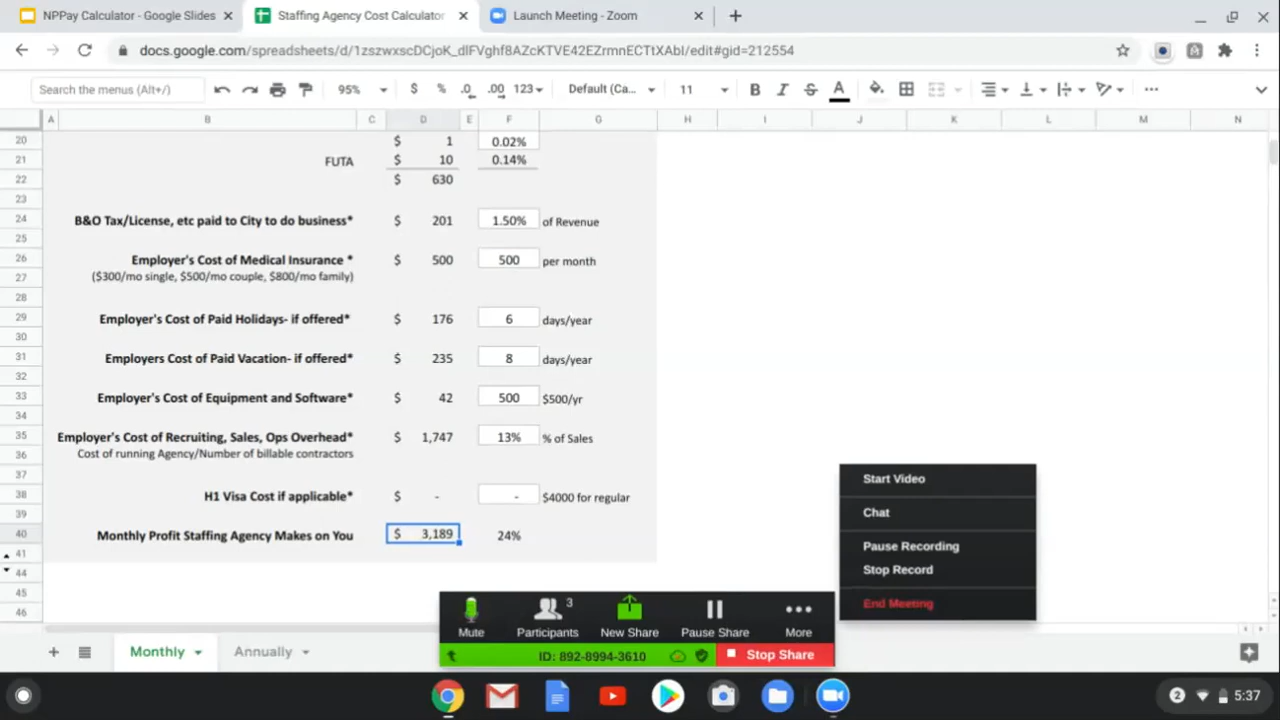 NPPay Calculator - Google Slides
Staffing Agency Cost Calculator
Launch Meeting - Zoom
docs.google.com/spreadsheets/d/1zszwxscDCjoK_dlFVghf8AZcKTVE42EZrmnECTtXAbI/edit#gid=212554
Search the menus (Alt+/) 95% $ % .0 .00 123 Default (Ca... 11 B I S A
A B C D E F G H I J K L M N
20 $ 1 0.02%
21 FUTA $ 10 0.14%
22 $ 630
23
24 B&O Tax/License, etc paid to City to do business* $ 201 1.50% of Revenue
25
26 Employer's Cost of Medical Insurance * $ 500 500 per month
27 ($300/mo single, $500/mo couple, $800/mo family)
28
29 Employer's Cost of Paid Holidays- if offered* $ 176 6 days/year
30
31 Employers Cost of Paid Vacation- if offered* $ 235 8 days/year
32
33 Employer's Cost of Equipment and Software* $ 42 500 $500/yr
34
35 Employer's Cost of Recruiting, Sales, Ops Overhead* $ 1,747 13% % of Sales
36 Cost of running Agency/Number of billable contractors
37
38 H1 Visa Cost if applicable* $ - - $4000 for regular
39
40 Monthly Profit Staffing Agency Makes on You $ 3,189 24%
41
44
45
46
Start Video
Chat
Pause Recording
Stop Record
End Meeting
3
Mute Participants New Share Pause Share More
ID: 892-8994-3610 Stop Share
Monthly Annually
2 5:37